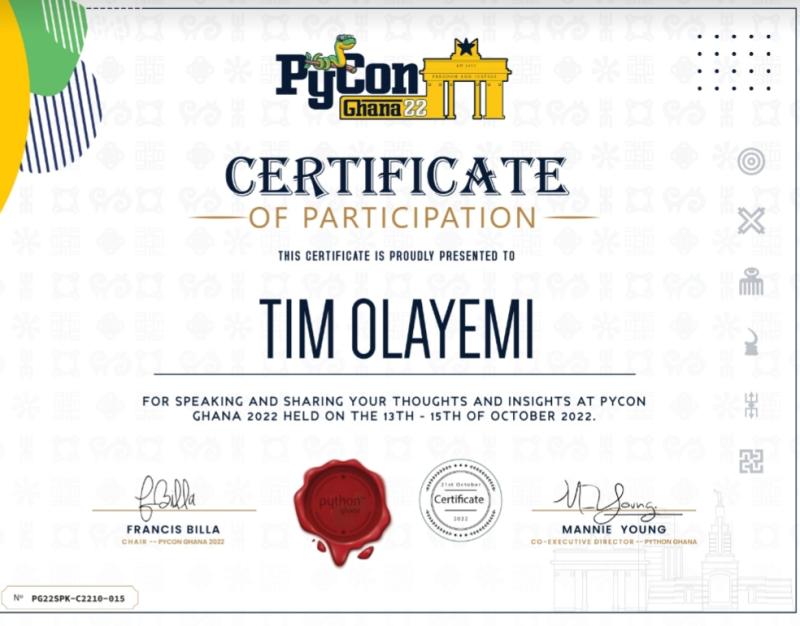 PyCon
Ghana 22
FREEDOM AND JUSTICE
CERTIFICATE
OF PARTICIPATION
THIS CERTIFICATE IS PROUDLY PRESENTED TO
TIM OLAYEMI
FOR SPEAKING AND SHARING YOUR THOUGHTS AND INSIGHTS AT PYCON
GHANA 2022 HELD ON THE 13TH - 15TH OF OCTOBER 2022.
python
ghana
21st October
Certificate
2022
FBilla
FRANCIS BILLA
CHAIR -- PYCON GHANA 2022
M. Young.
MANNIE YOUNG
CO-EXECUTIVE DIRECTOR -- PYTHON GHANA
Nº PG22SPK-C2210-015